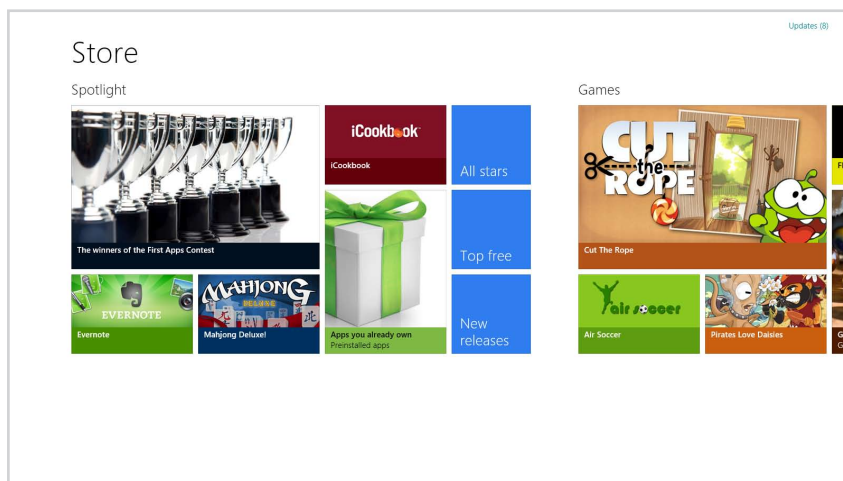 Updates (8)
Store
Spotlight
The winners of the First Apps Contest
iCookbook
iCookbook
All stars
Top free
New
releases
EVERNOTE
Evernote
MAHJONG
DELUXE
Mahjong Deluxe!
Apps you already own
Preinstalled apps
Games
CUT
the
ROPE
Cut The Rope
air soccer
Air Soccer
Pirates Love Daisies